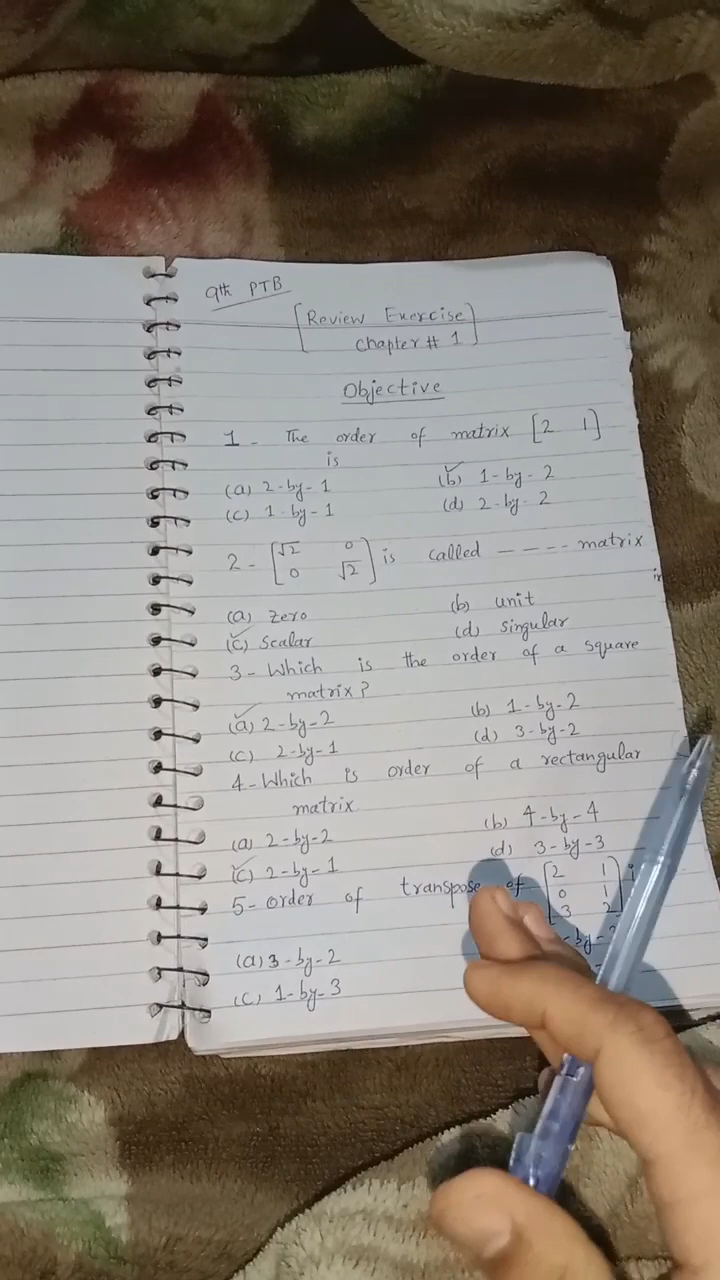 9th PTB
Review Exercise
Chapter # 1
Objective
1 - The order of matrix [2 1]
is
(a) 2-by-1 (b) 1-by-2
(c) 1-by-1 (d) 2-by-2
2 - [√2 0 is called ---- matrix
0 √2]
(a) zero (b) unit
(c) scalar (d) singular
3 - Which is the order of a square
matrix?
(a) 2-by-2 (b) 1-by-2
(c) 2-by-1 (d) 3-by-2
4 - Which is order of a rectangular
matrix
(a) 2-by-2 (b) 4-by-4
(c) 2-by-1 (d) 3-by-3
5 - order of transpose of [2 1
0 1
3 2]
(a) 3-by-2 -by-
(c) 1-by-3